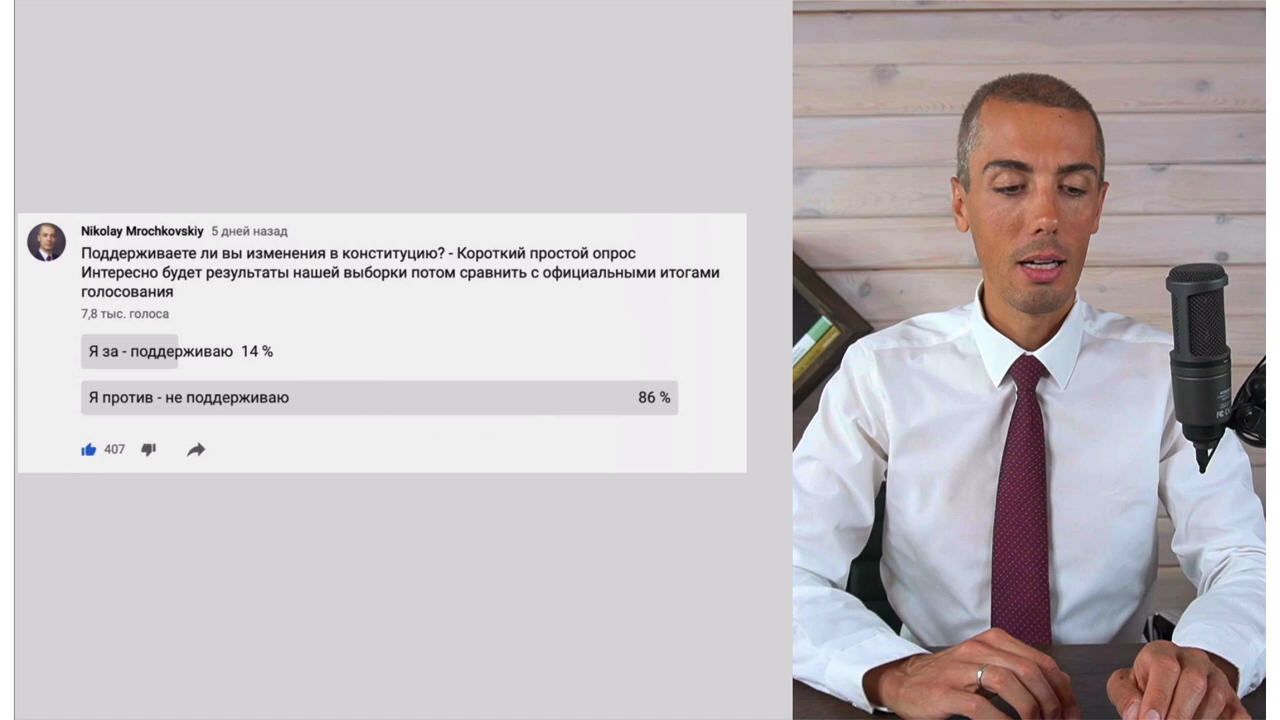 Nikolay Mrochkovskiy 5 дней назад
Поддерживаете ли вы изменения в конституцию? - Короткий простой опрос
Интересно будет результаты нашей выборки потом сравнить с официальными итогами
голосования
7,8 тыс. голоса
Я за - поддерживаю 14 %
Я против - не поддерживаю 86 %
407